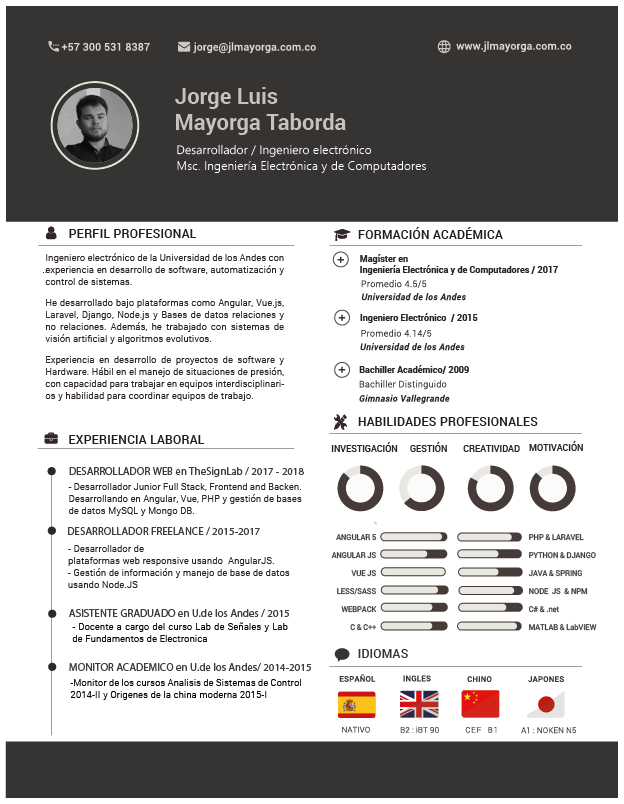 +57 300 531 8387
jorge@jlmayorga.com.co
www.jlmayorga.com.co
Jorge Luis
Mayorga Taborda
Desarrollador / Ingeniero electrónico
Msc. Ingeniería Electrónica y de Computadores
PERFIL PROFESIONAL
Ingeniero electrónico de la Universidad de los Andes con
.experiencia en desarrollo de software, automatización y
control de sistemas.
He desarrollado bajo plataformas como Angular, Vue.js,
Laravel, Django, Node.js y Bases de datos relaciones y
no relaciones. Además, he trabajado con sistemas de
visión artificial y algoritmos evolutivos.
Experiencia en desarrollo de proyectos de software y
Hardware. Hábil en el manejo de situaciones de presión,
con capacidad para trabajar en equipos interdisciplinari-
os y habilidad para coordinar equipos de trabajo.
EXPERIENCIA LABORAL
DESARROLLADOR WEB en TheSignLab / 2017 - 2018
- Desarrollador Junior Full Stack, Frontend and Backen.
Desarrollando en Angular, Vue, PHP y gestión de bases
de datos MySQL y Mongo DB.
DESARROLLADOR FREELANCE / 2015-2017
- Desarrollador de
plataformas web responsive usando AngularJS.
- Gestión de información y manejo de base de datos
usando Node.JS
ASISTENTE GRADUADO en U.de los Andes / 2015
- Docente a cargo del curso Lab de Señales y Lab
de Fundamentos de Electronica
MONITOR ACADEMICO en U.de los Andes/ 2014-2015
-Monitor de los cursos Analisis de Sistemas de Control
2014-II y Origenes de la china moderna 2015-I
FORMACIÓN ACADÉMICA
Magíster en
Ingeniería Electrónica y de Computadores / 2017
Promedio 4.5/5
Universidad de los Andes
Ingeniero Electrónico / 2015
Promedio 4.14/5
Universidad de los Andes
Bachiller Académico/ 2009
Bachiller Distinguido
Gimnasio Vallegrande
HABILIDADES PROFESIONALES
INVESTIGACIÓN GESTIÓN CREATIVIDAD MOTIVACIÓN
ANGULAR 5 PHP & LARAVEL
ANGULAR JS PYTHON & DJANGO
VUE JS JAVA & SPRING
LESS/SASS NODE JS & NPM
WEBPACK C# & .net
C & C++ MATLAB & LabVIEW
IDIOMAS
ESPAÑOL INGLES CHINO JAPONES
NATIVO B2 : iBT 90 CEF B1 A1 : NOKEN N5